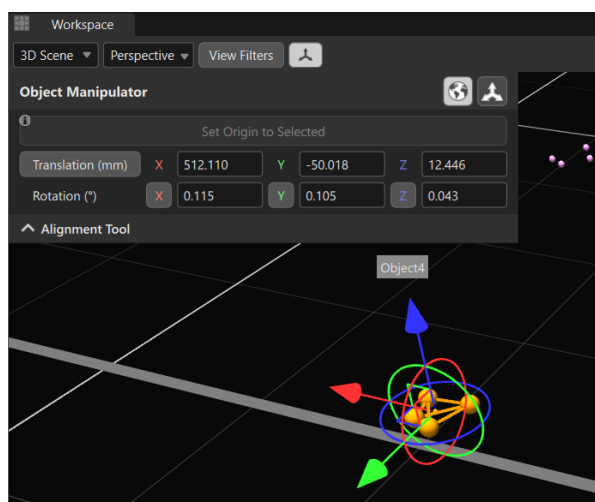 Workspace
3D Scene Perspective View Filters
Object Manipulator
Set Origin to Selected
Translation (mm) X 512.110 Y -50.018 Z 12.446
Rotation (°) X 0.115 Y 0.105 Z 0.043
Alignment Tool
Object4